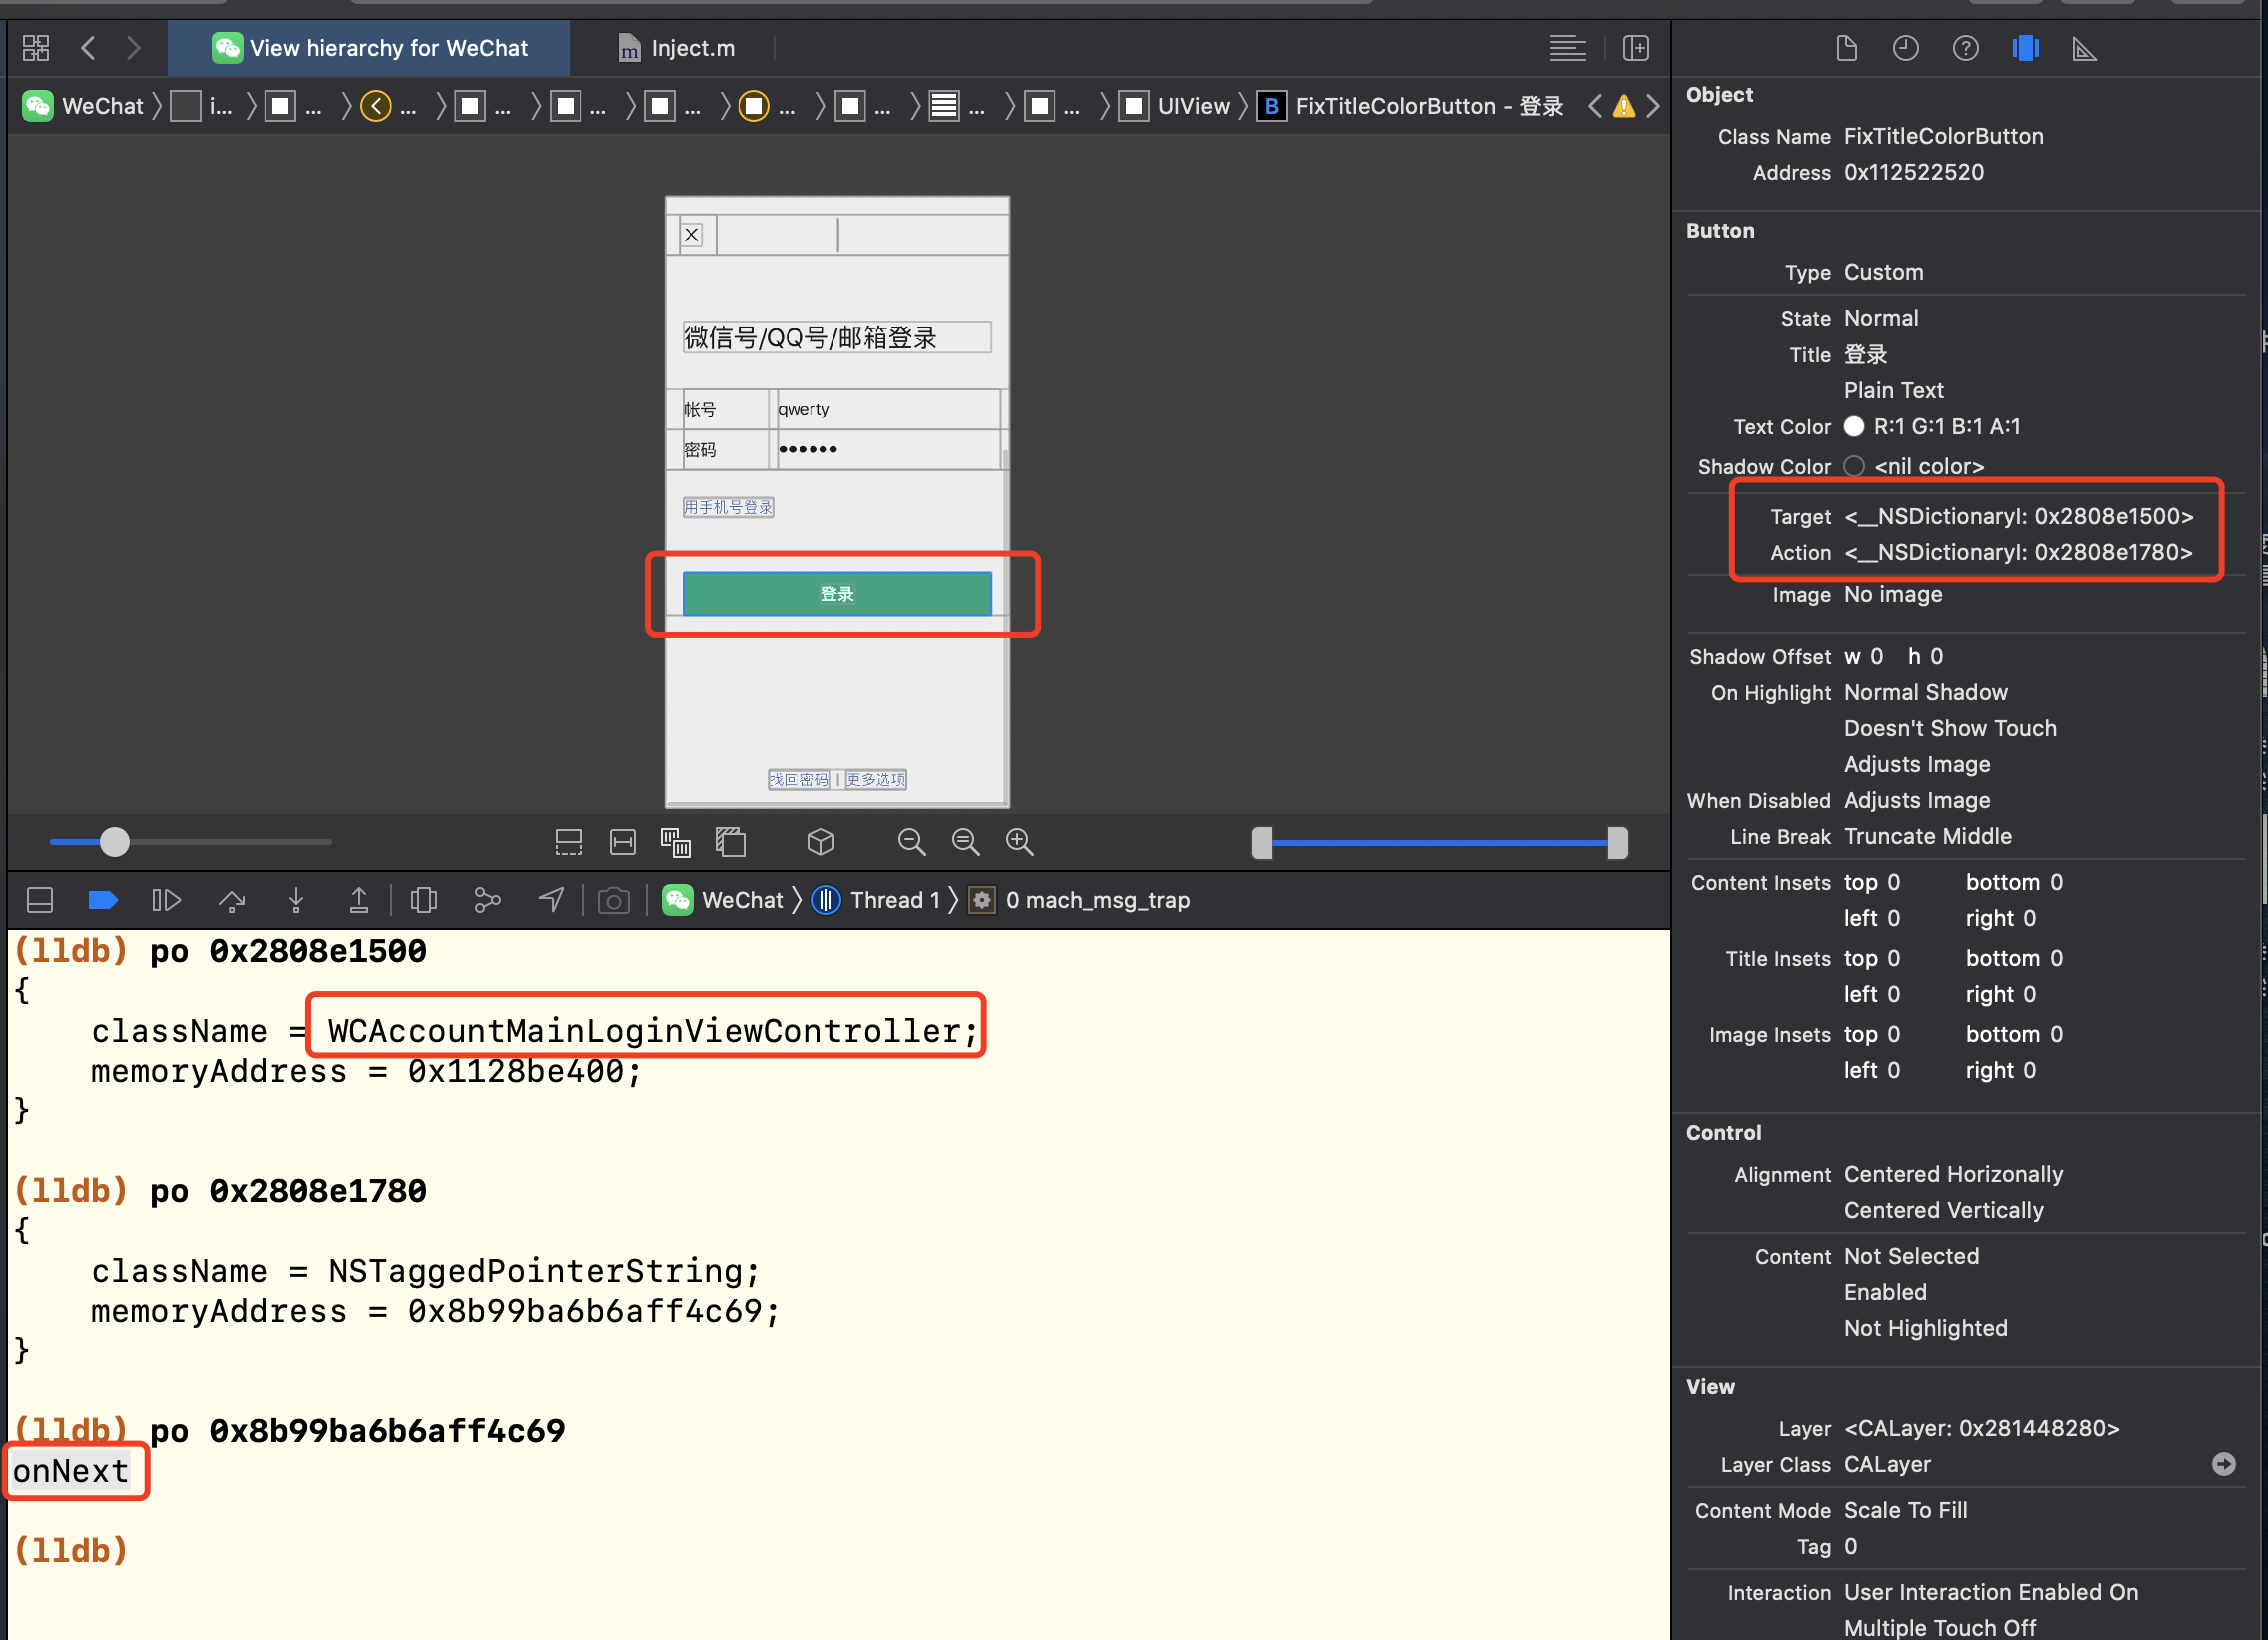 View hierarchy for WeChat
m Inject.m
WeChat i... ... ... ... ... ... ... ... ... ... UIView B FixTitleColorButton - 登录
微信号/QQ号/邮箱登录
帐号 qwerty
密码 ••••••
用手机号登录
登录
找回密码 | 更多选项
WeChat Thread 1 0 mach_msg_trap
(lldb) po 0x2808e1500
{
className = WCAccountMainLoginViewController;
memoryAddress = 0x1128be400;
}
(lldb) po 0x2808e1780
{
className = NSTaggedPointerString;
memoryAddress = 0x8b99ba6b6aff4c69;
}
(lldb) po 0x8b99ba6b6aff4c69
onNext
(lldb)
Object
Class Name FixTitleColorButton
Address 0x112522520
Button
Type Custom
State Normal
Title 登录
Plain Text
Text Color R:1 G:1 B:1 A:1
Shadow Color <nil color>
Target <__NSDictionaryI: 0x2808e1500>
Action <__NSDictionaryI: 0x2808e1780>
Image No image
Shadow Offset w 0 h 0
On Highlight Normal Shadow
Doesn't Show Touch
Adjusts Image
When Disabled Adjusts Image
Line Break Truncate Middle
Content Insets top 0 bottom 0
left 0 right 0
Title Insets top 0 bottom 0
left 0 right 0
Image Insets top 0 bottom 0
left 0 right 0
Control
Alignment Centered Horizonally
Centered Vertically
Content Not Selected
Enabled
Not Highlighted
View
Layer <CALayer: 0x281448280>
Layer Class CALayer
Content Mode Scale To Fill
Tag 0
Interaction User Interaction Enabled On
Multiple Touch Off